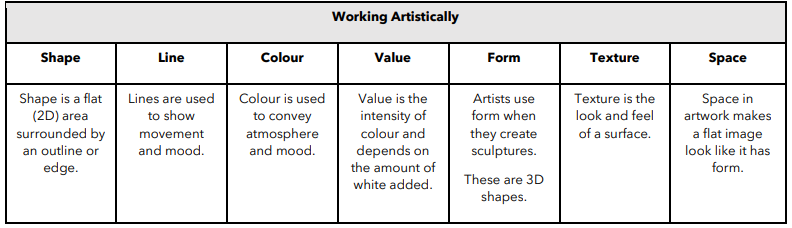 Working Artistically
Shape
Line
Colour
Value
Form
Texture
Space
Shape is a flat
(2D) area
surrounded by
an outline or
edge.
Lines are used
to show
movement
and mood.
Colour is used
to convey
atmosphere
and mood.
Value is the
intensity of
colour and
depends on
the amount of
white added.
Artists use
form when
they create
sculptures.
These are 3D
shapes.
Texture is the
look and feel
of a surface.
Space in
artwork makes
a flat image
look like it has
form.